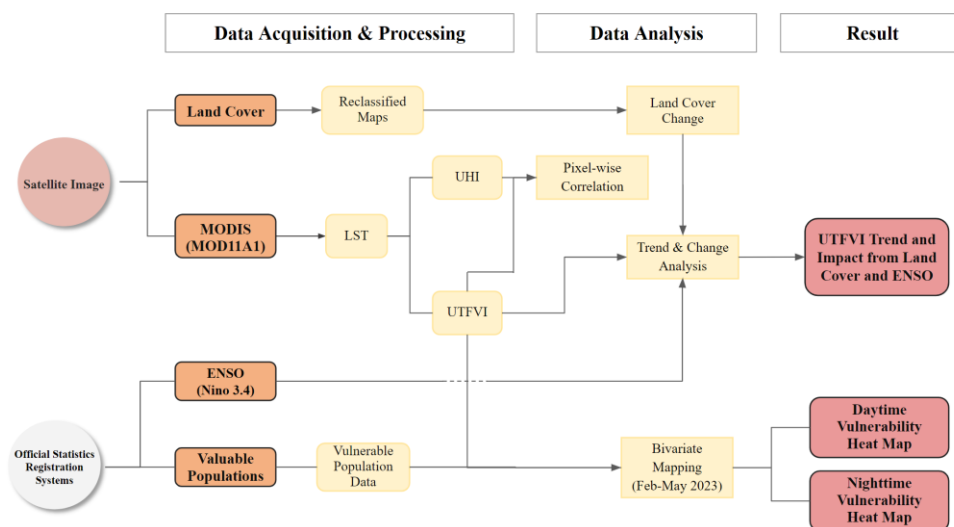 Data Acquisition & Processing
Data Analysis
Result
Land Cover
Reclassified
Maps
Land Cover
Change
Satellite Image
UHI
Pixel-wise
Correlation
MODIS
(MOD11A1)
LST
Trend & Change
Analysis
UTFVI Trend and
Impact from Land
Cover and ENSO
UTFVI
ENSO
(Nino 3.4)
Official Statistics
Registration
Systems
Valuable
Populations
Vulnerable
Population
Data
Bivariate
Mapping
(Feb-May 2023)
Daytime
Vulnerability
Heat Map
Nighttime
Vulnerability
Heat Map